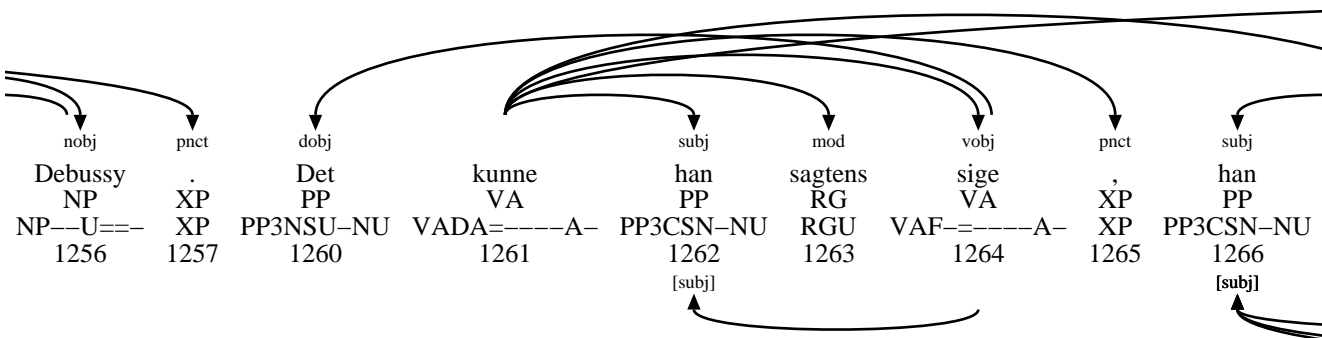 nobj pnct dobj subj mod vobj pnct subj
Debussy . Det kunne han sagtens sige , han
NP XP PP VA PP RG VA XP PP
NP−−U==− XP PP3NSU−NU VADA=−−−−A− PP3CSN−NU RGU VAF−=−−−−A− XP PP3CSN−NU
1256 1257 1260 1261 1262 1263 1264 1265 1266
[subj] [subj]